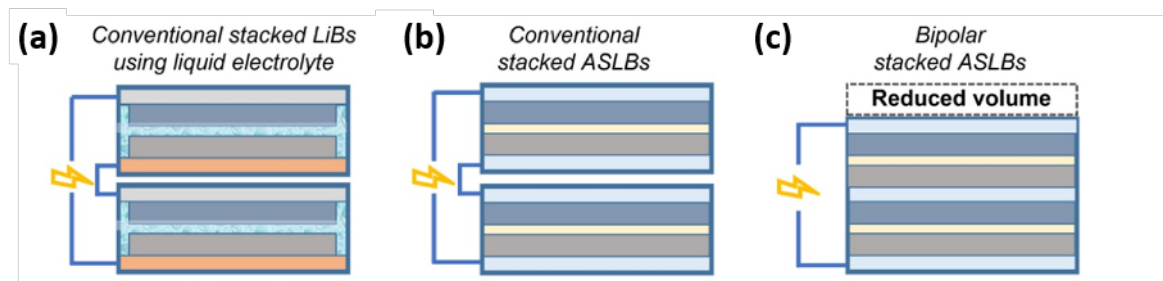 (a)
Conventional stacked LiBs
using liquid electrolyte
(b)
Conventional
stacked ASLBs
(c)
Bipolar
stacked ASLBs
Reduced volume